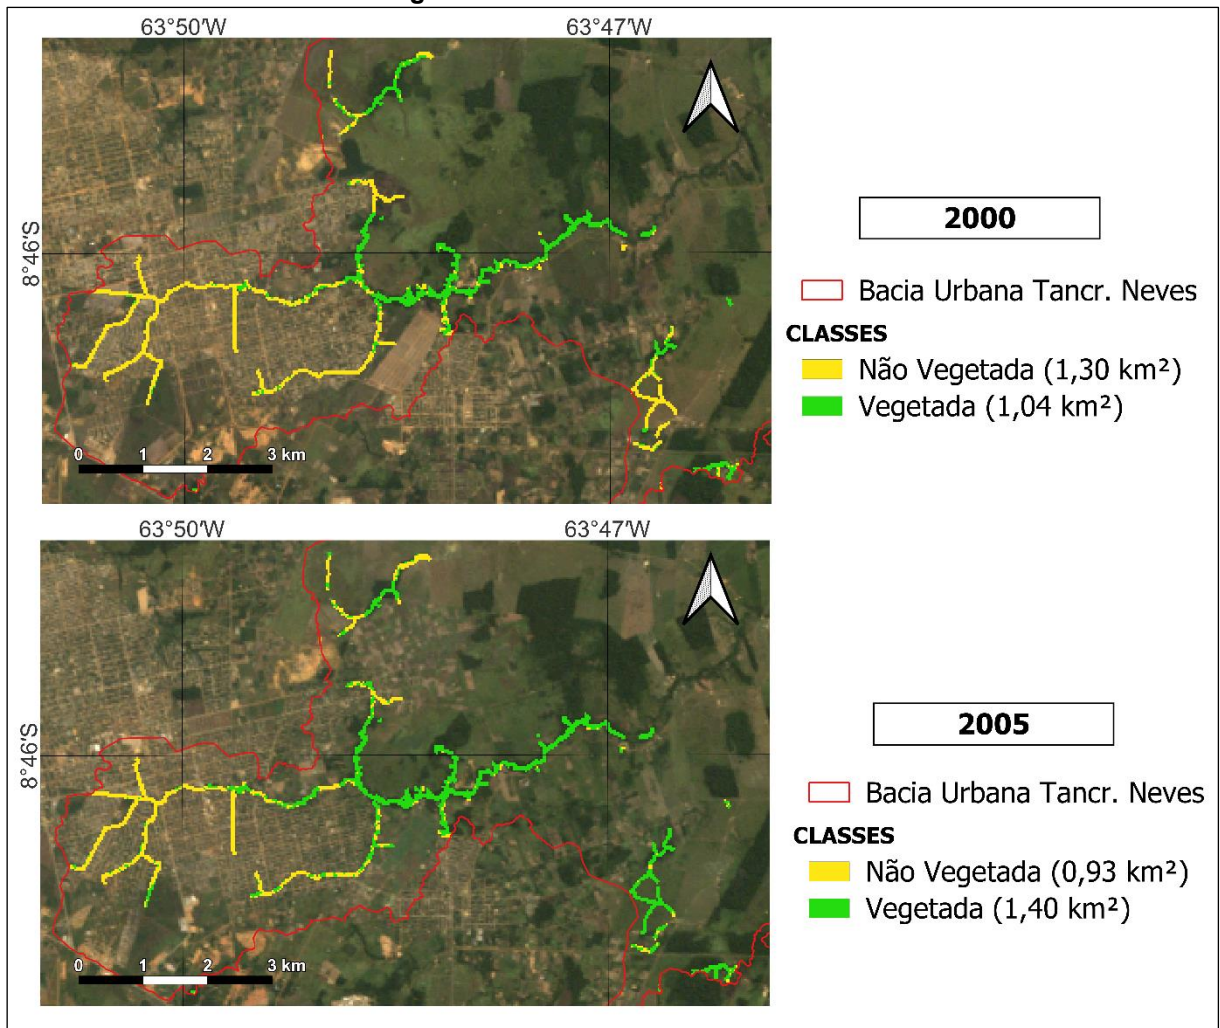 63°50′W 63°47′W
8°46′S
2000
Bacia Urbana Tancr. Neves
CLASSES
Não Vegetada (1,30 km²)
Vegetada (1,04 km²)
0 1 2 3 km
63°50′W 63°47′W
8°46′S
2005
Bacia Urbana Tancr. Neves
CLASSES
Não Vegetada (0,93 km²)
Vegetada (1,40 km²)
0 1 2 3 km